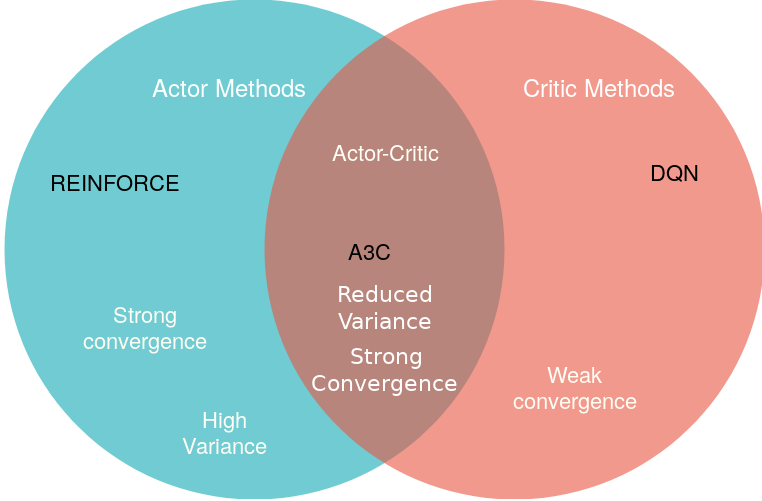 Actor Methods
REINFORCE
Strong
convergence
High
Variance
Actor-Critic
A3C
Reduced
Variance
Strong
Convergence
Critic Methods
DQN
Weak
convergence